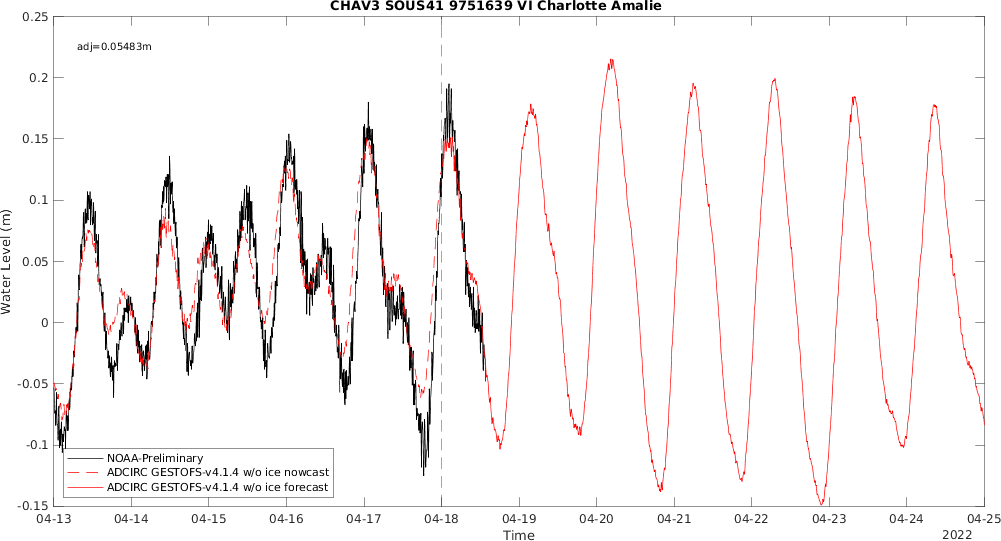 CHAV3 SOUS41 9751639 VI Charlotte Amalie
adj=0.05483m
0.25
0.2
0.15
0.1
0.05
0
-0.05
-0.1
-0.15
Water Level (m)
NOAA-Preliminary
ADCIRC GESTOFS-v4.1.4 w/o ice nowcast
ADCIRC GESTOFS-v4.1.4 w/o ice forecast
04-13 04-14 04-15 04-16 04-17 04-18 04-19 04-20 04-21 04-22 04-23 04-24 04-25
Time
2022